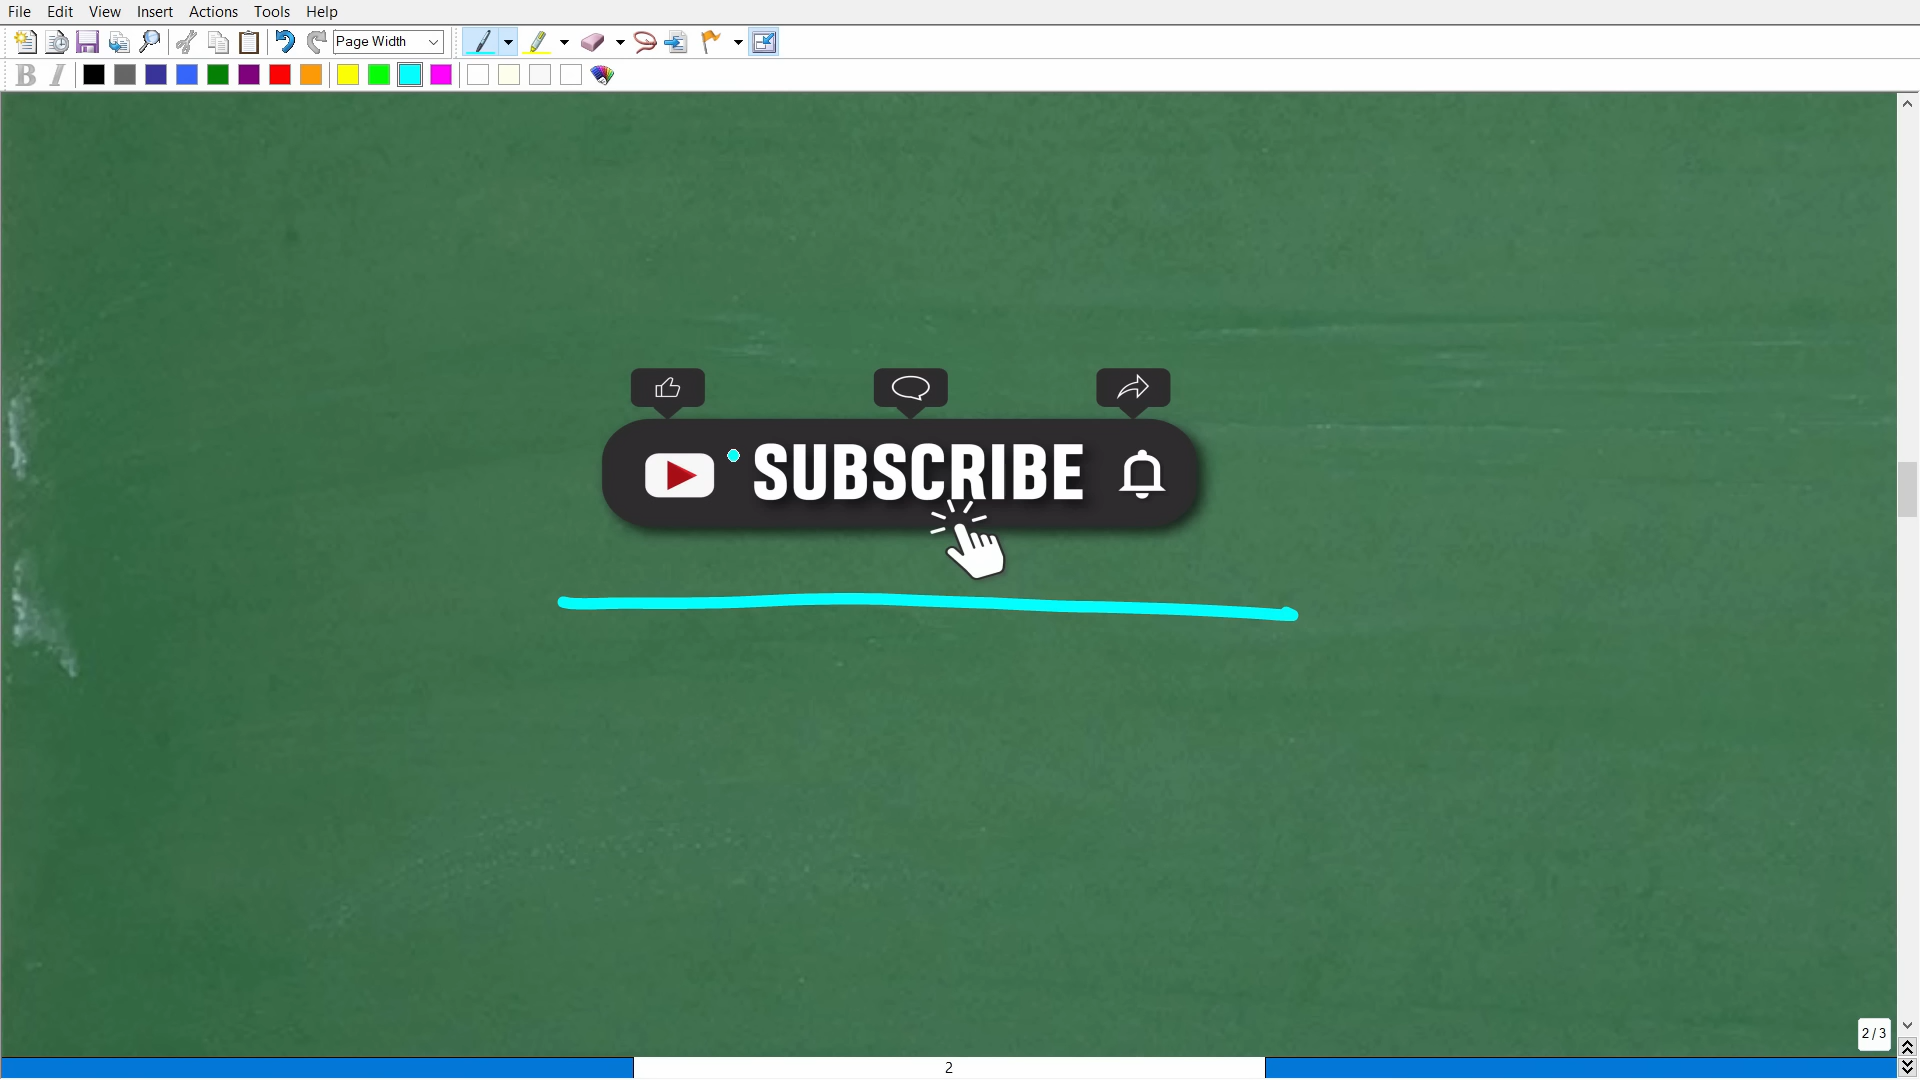 File Edit View Insert Actions Tools Help
Page Width
B I
SUBSCRIBE
2 / 3
2